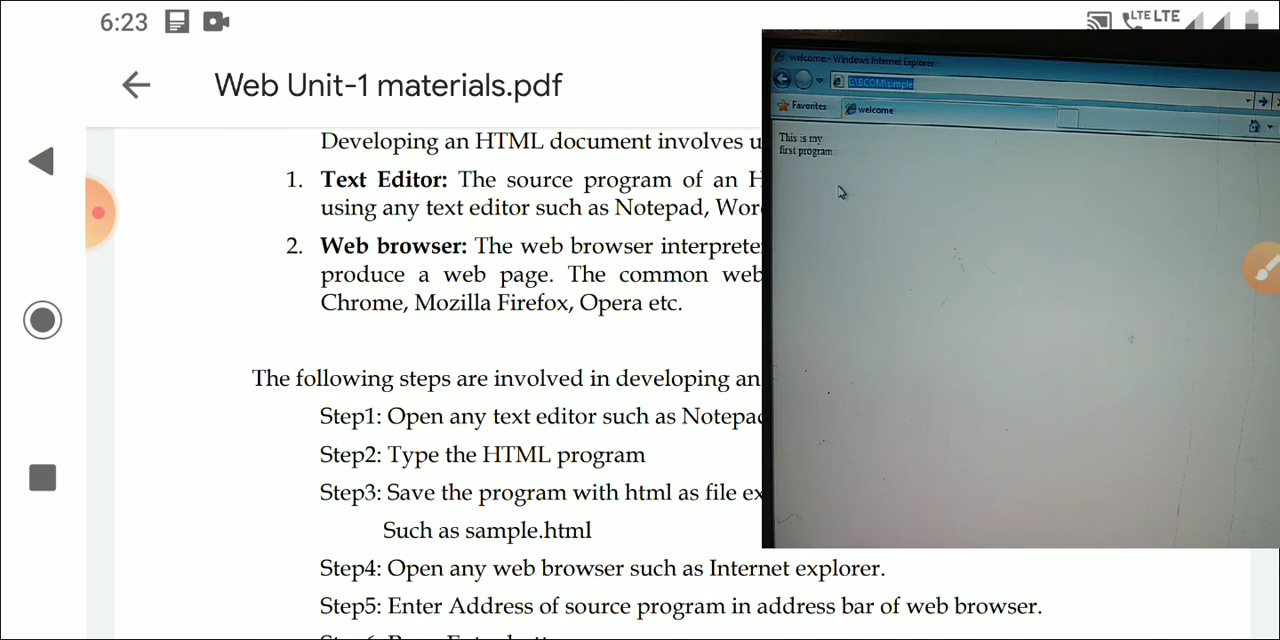 6:23
LTE LTE
Web Unit-1 materials.pdf
Developing an HTML document involves u
1. Text Editor: The source program of an H
using any text editor such as Notepad, Wor
2. Web browser: The web browser interprete
produce a web page. The common web
Chrome, Mozilla Firefox, Opera etc.
The following steps are involved in developing an
Step1: Open any text editor such as Notepad
Step2: Type the HTML program
Step3: Save the program with html as file ex
Such as sample.html
Step4: Open any web browser such as Internet explorer.
Step5: Enter Address of source program in address bar of web browser.
welcome - Windows Internet Explorer
E:\BCOM\simple
Favorites
welcome
This is my
first program